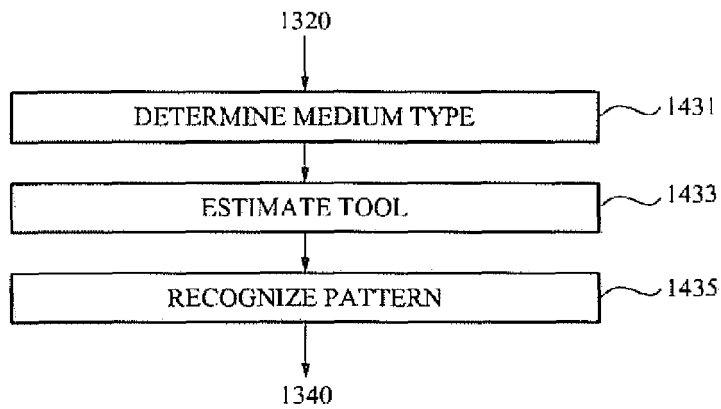 1320
DETERMINE MEDIUM TYPE
1431
ESTIMATE TOOL
1433
RECOGNIZE PATTERN
1435
1340